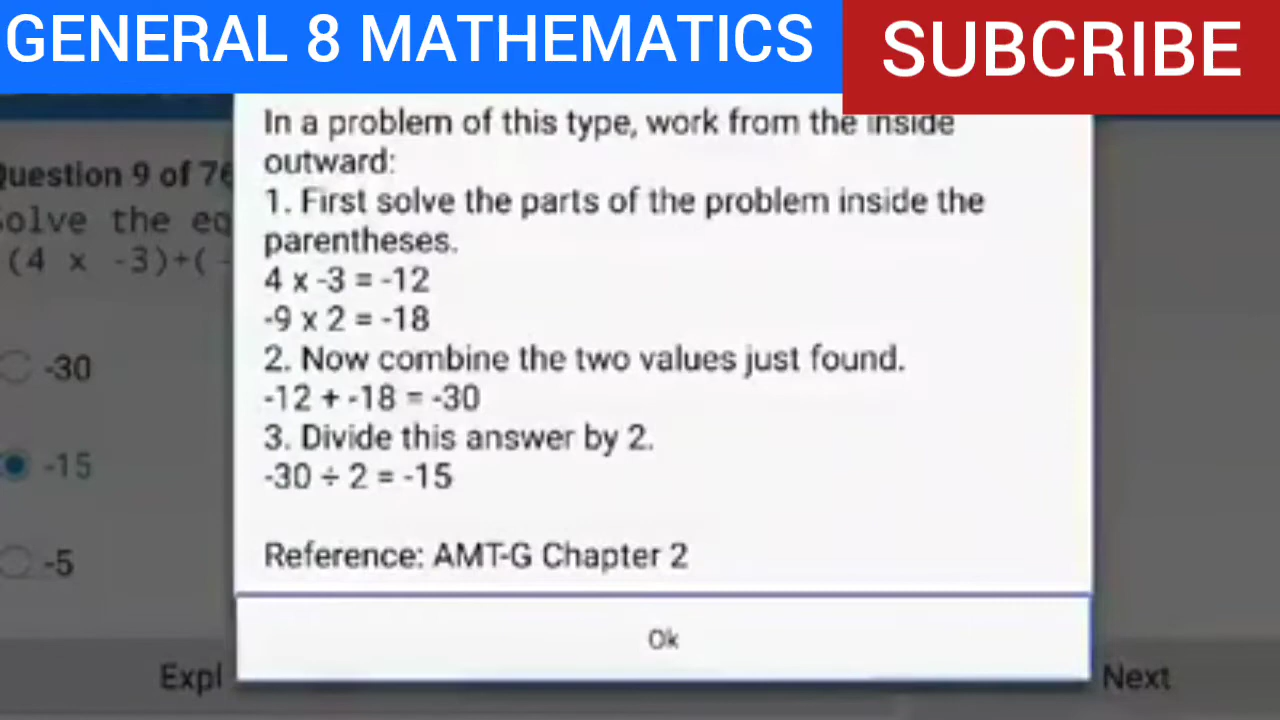 GENERAL 8 MATHEMATICS
SUBCRIBE
In a problem of this type, work from the inside
outward:
1. First solve the parts of the problem inside the
parentheses.
4 x -3 = -12
-9 x 2 = -18
2. Now combine the two values just found.
-12 + -18 = -30
3. Divide this answer by 2.
-30 ÷ 2 = -15
Reference: AMT-G Chapter 2
Ok
Question 9 of 76
Solve the eq
(4 x -3)+( -
-30
-15
-5
Expl
Next